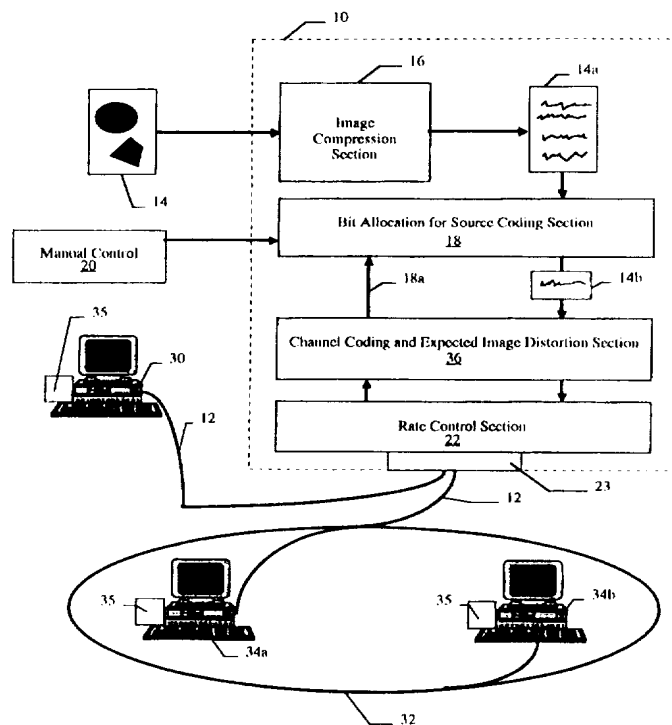 10
16
14a
Image
Compression
Section
14
Bit Allocation for Source Coding Section
18
Manual Control
20
18a
14b
35
30
Channel Coding and Expected Image Distortion Section
36
12
Rate Control Section
22
12
23
35
34a
35
34b
32